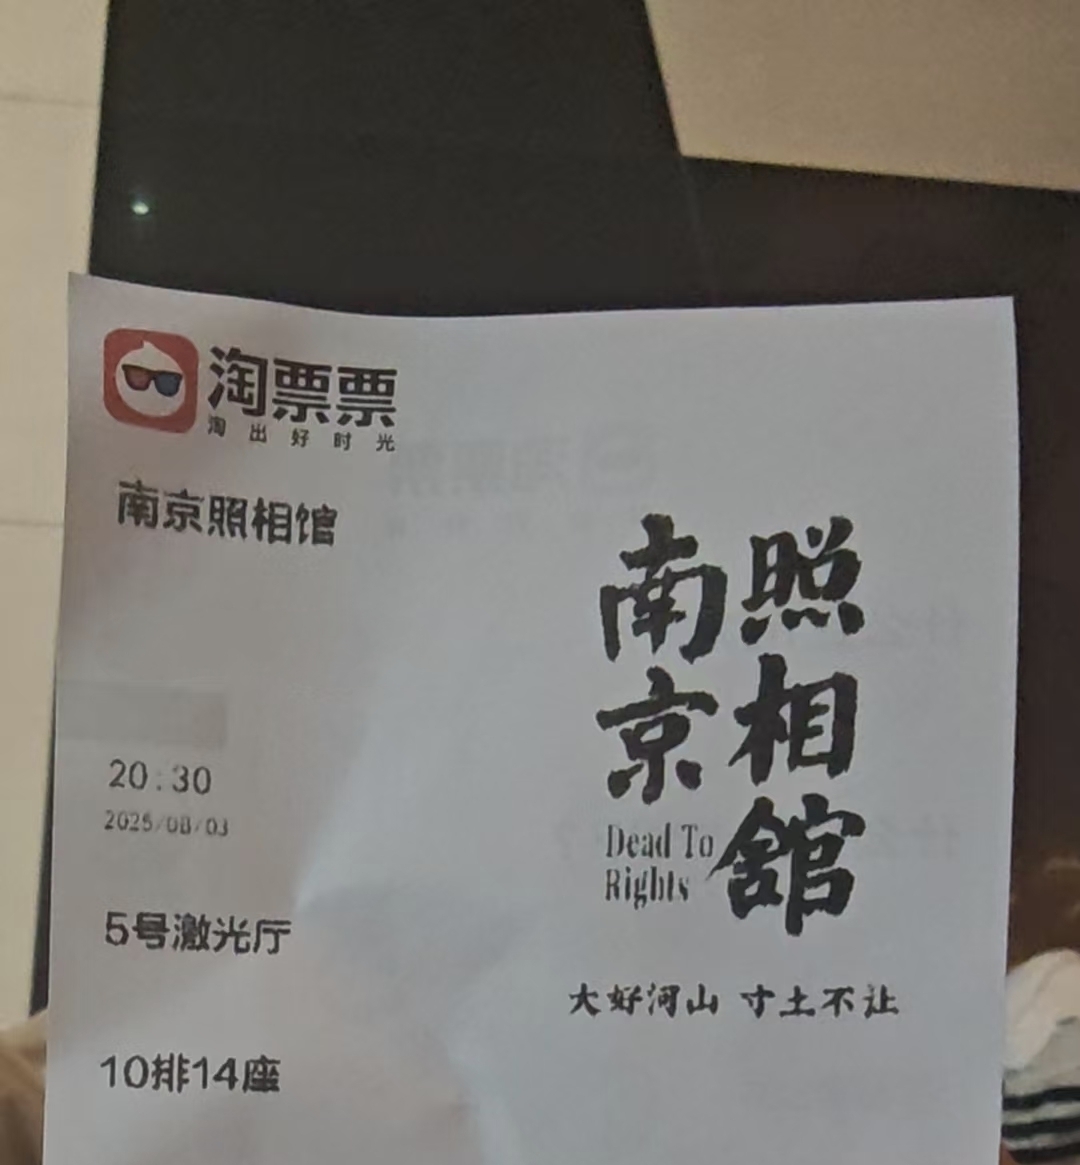 淘票票
淘出好时光
南京照相馆
20:30
2025/08/03
5号激光厅
10排14座
南京
照相館
Dead To
Rights
大好河山 寸土不让